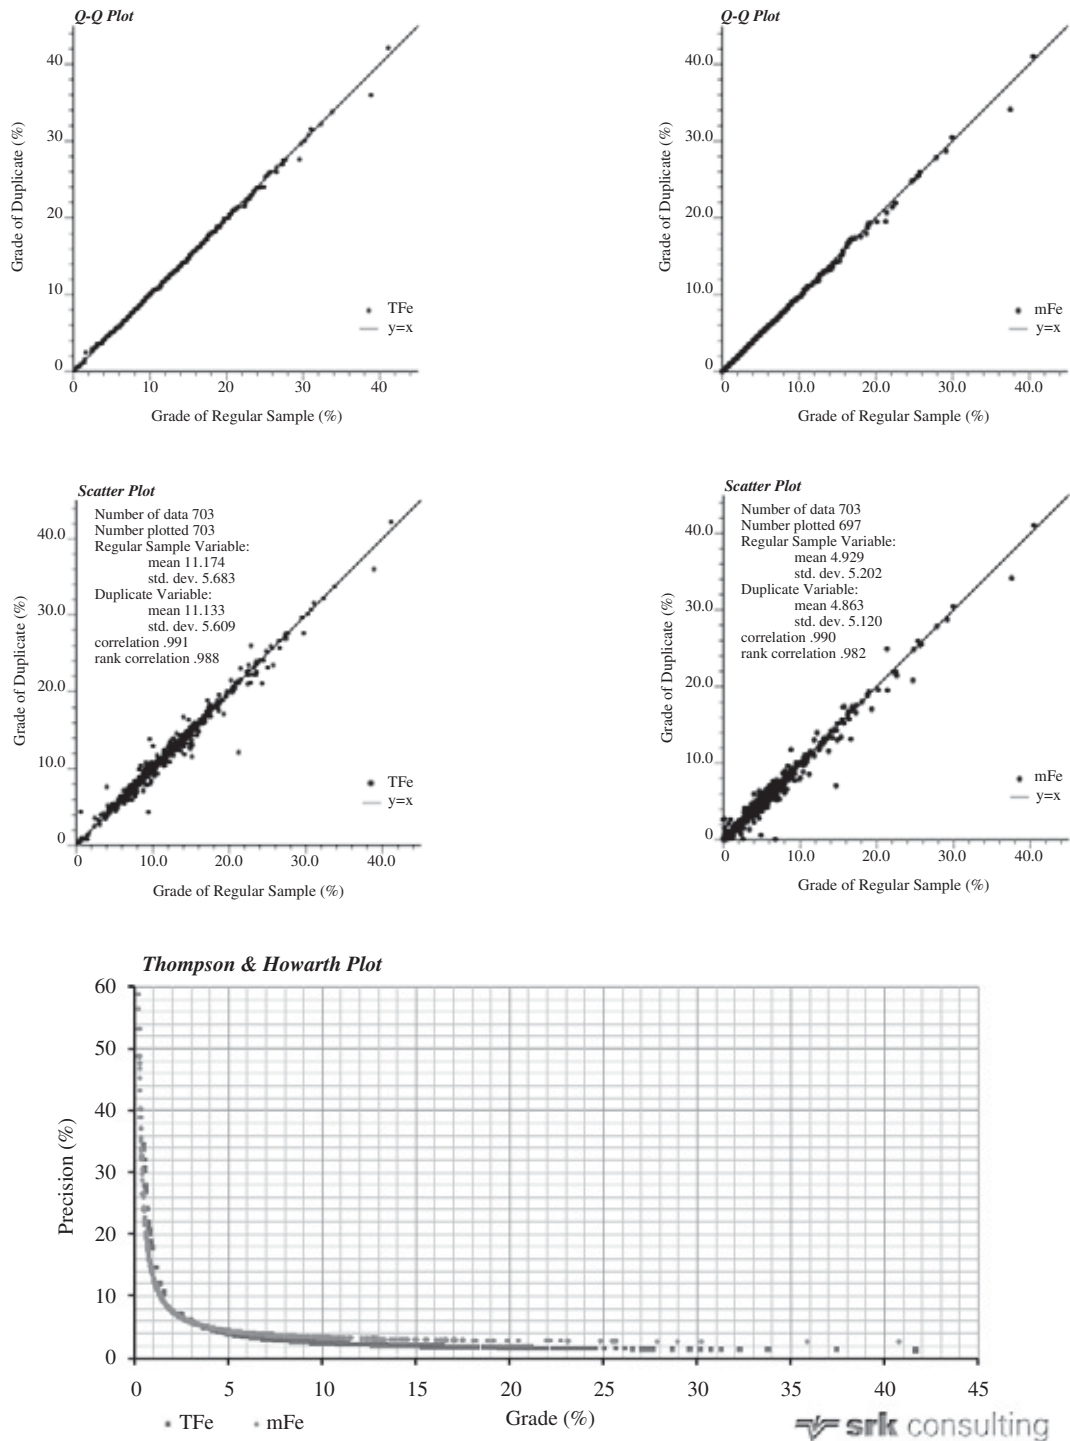 Q-Q Plot
40
30
20
10
0
0 10 20 30 40
Grade of Duplicate (%)
Grade of Regular Sample (%)
TFe
y=x
Q-Q Plot
40.0
30.0
20.0
10.0
0
0 10.0 20.0 30.0 40.0
Grade of Duplicate (%)
Grade of Regular Sample (%)
mFe
y=x
Scatter Plot
Number of data 703
Number plotted 703
Regular Sample Variable:
mean 11.174
std. dev. 5.683
Duplicate Variable:
mean 11.133
std. dev. 5.609
correlation .991
rank correlation .988
40.0
30.0
20.0
10.0
0
0 10.0 20.0 30.0 40.0
Grade of Duplicate (%)
Grade of Regular Sample (%)
TFe
y=x
Scatter Plot
Number of data 703
Number plotted 697
Regular Sample Variable:
mean 4.929
std. dev. 5.202
Duplicate Variable:
mean 4.863
std. dev. 5.120
correlation .990
rank correlation .982
40.0
30.0
20.0
10.0
0
0 10.0 20.0 30.0 40.0
Grade of Duplicate (%)
Grade of Regular Sample (%)
mFe
y=x
Thompson & Howarth Plot
60
50
40
30
20
10
0
Precision (%)
0 5 10 15 20 25 30 35 40 45
Grade (%)
TFe mFe
srk consulting